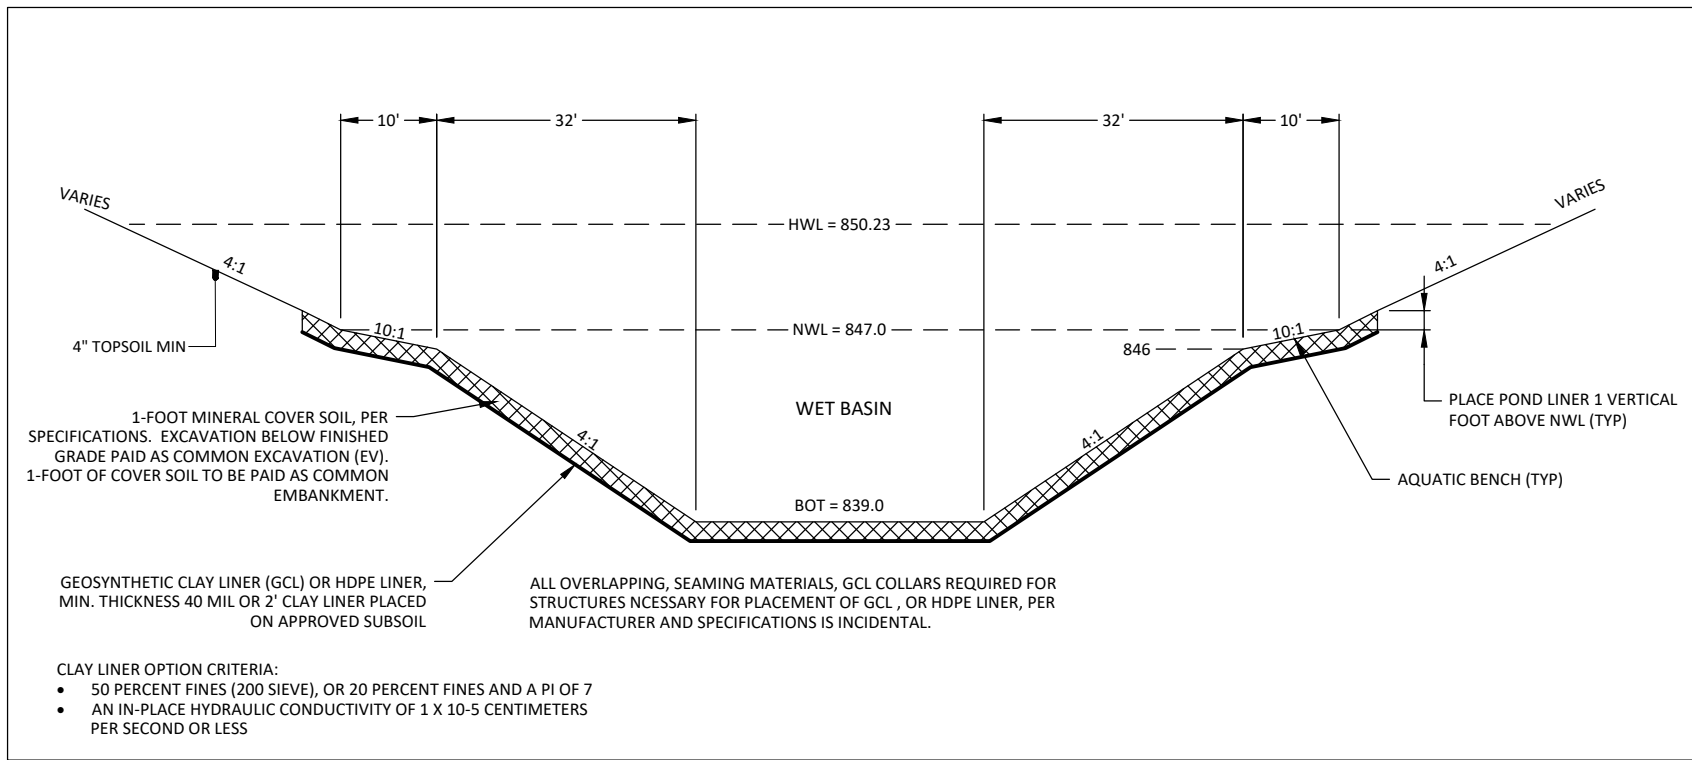 10'
32'
32'
10'
VARIES
VARIES
HWL = 850.23
4:1
4:1
10:1
NWL = 847.0
10:1
4" TOPSOIL MIN
846
1-FOOT MINERAL COVER SOIL, PER
SPECIFICATIONS. EXCAVATION BELOW FINISHED
GRADE PAID AS COMMON EXCAVATION (EV).
1-FOOT OF COVER SOIL TO BE PAID AS COMMON
EMBANKMENT.
4:1
WET BASIN
4:1
PLACE POND LINER 1 VERTICAL
FOOT ABOVE NWL (TYP)
AQUATIC BENCH (TYP)
BOT = 839.0
GEOSYNTHETIC CLAY LINER (GCL) OR HDPE LINER,
MIN. THICKNESS 40 MIL OR 2' CLAY LINER PLACED
ON APPROVED SUBSOIL
ALL OVERLAPPING, SEAMING MATERIALS, GCL COLLARS REQUIRED FOR
STRUCTURES NCESSARY FOR PLACEMENT OF GCL , OR HDPE LINER, PER
MANUFACTURER AND SPECIFICATIONS IS INCIDENTAL.
CLAY LINER OPTION CRITERIA:
• 50 PERCENT FINES (200 SIEVE), OR 20 PERCENT FINES AND A PI OF 7
• AN IN-PLACE HYDRAULIC CONDUCTIVITY OF 1 X 10-5 CENTIMETERS
PER SECOND OR LESS